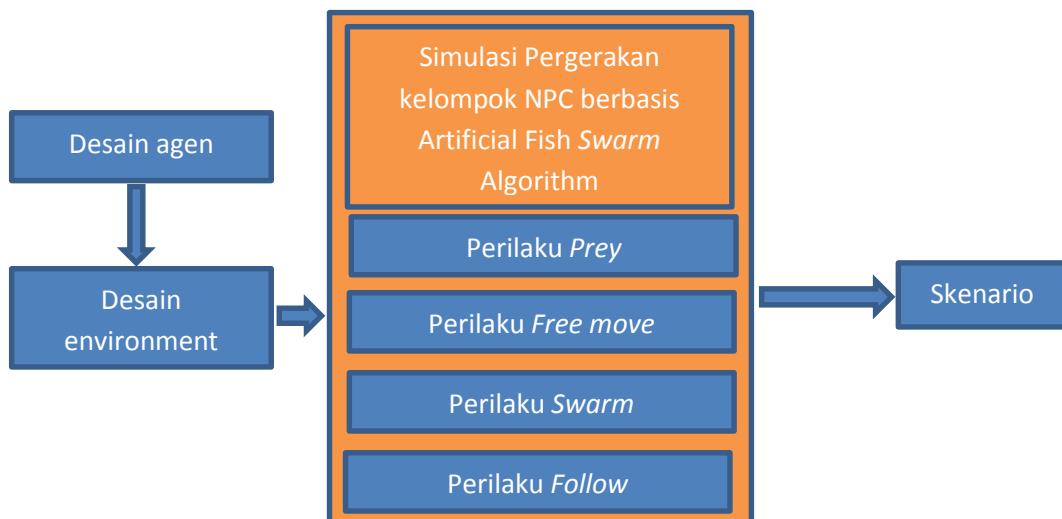 Desain agen
Desain
environment
Simulasi Pergerakan
kelompok NPC berbasis
Artificial Fish Swarm
Algorithm
Perilaku Prey
Perilaku Free move
Perilaku Swarm
Perilaku Follow
Skenario